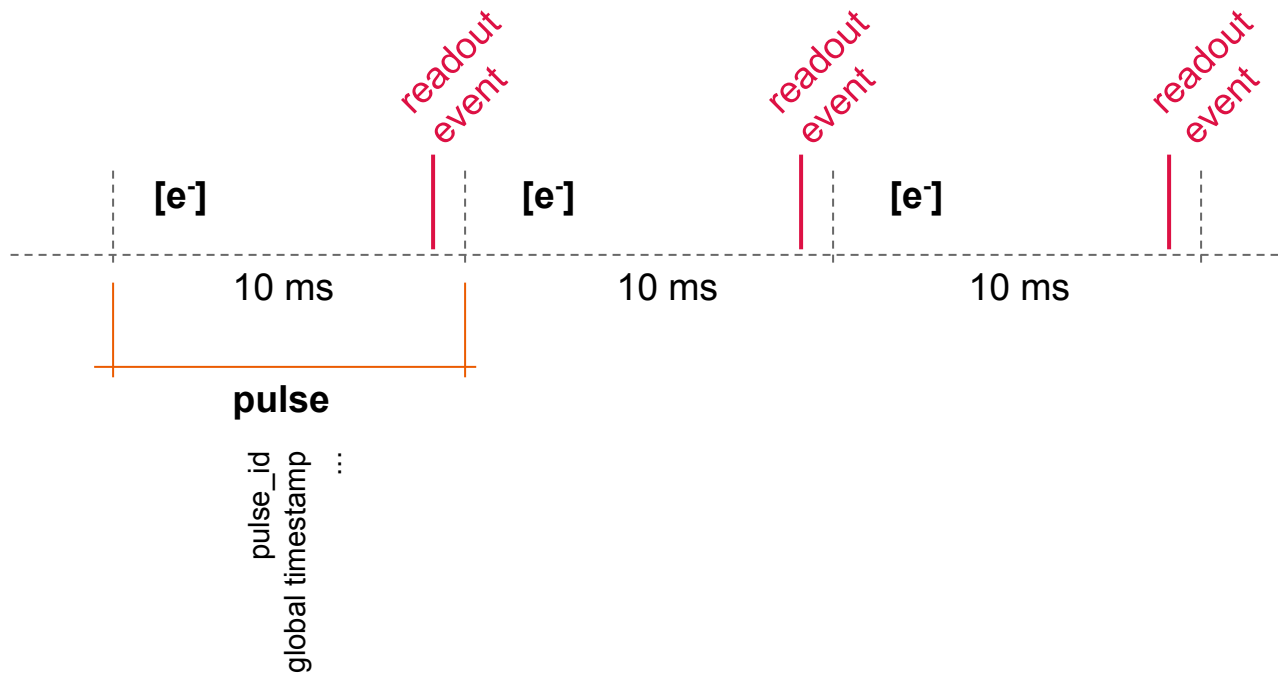 readout
event
readout
event
readout
event
[e⁻]
[e⁻]
[e⁻]
10 ms
10 ms
10 ms
pulse
pulse_id
global timestamp
...